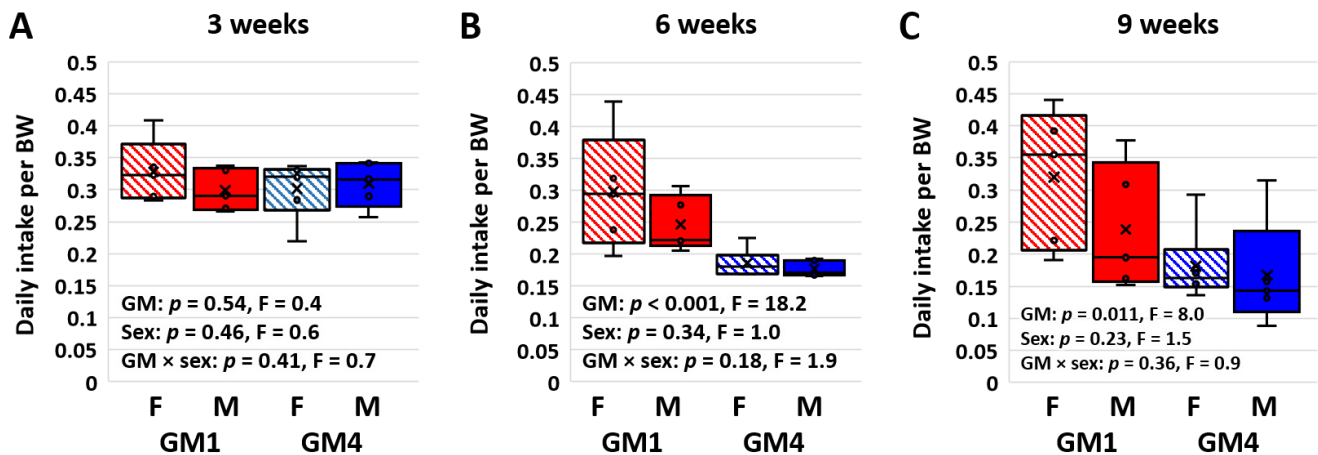 A
3 weeks
Daily intake per BW
0.5
0.45
0.4
0.35
0.3
0.25
0.2
0.15
0.1
0.05
0
GM: p = 0.54, F = 0.4
Sex: p = 0.46, F = 0.6
GM × sex: p = 0.41, F = 0.7
F M F M
GM1 GM4
B
6 weeks
Daily intake per BW
0.5
0.45
0.4
0.35
0.3
0.25
0.2
0.15
0.1
0.05
0
GM: p < 0.001, F = 18.2
Sex: p = 0.34, F = 1.0
GM × sex: p = 0.18, F = 1.9
F M F M
GM1 GM4
C
9 weeks
Daily intake per BW
0.5
0.45
0.4
0.35
0.3
0.25
0.2
0.15
0.1
0.05
0
GM: p = 0.011, F = 8.0
Sex: p = 0.23, F = 1.5
GM × sex: p = 0.36, F = 0.9
F M F M
GM1 GM4